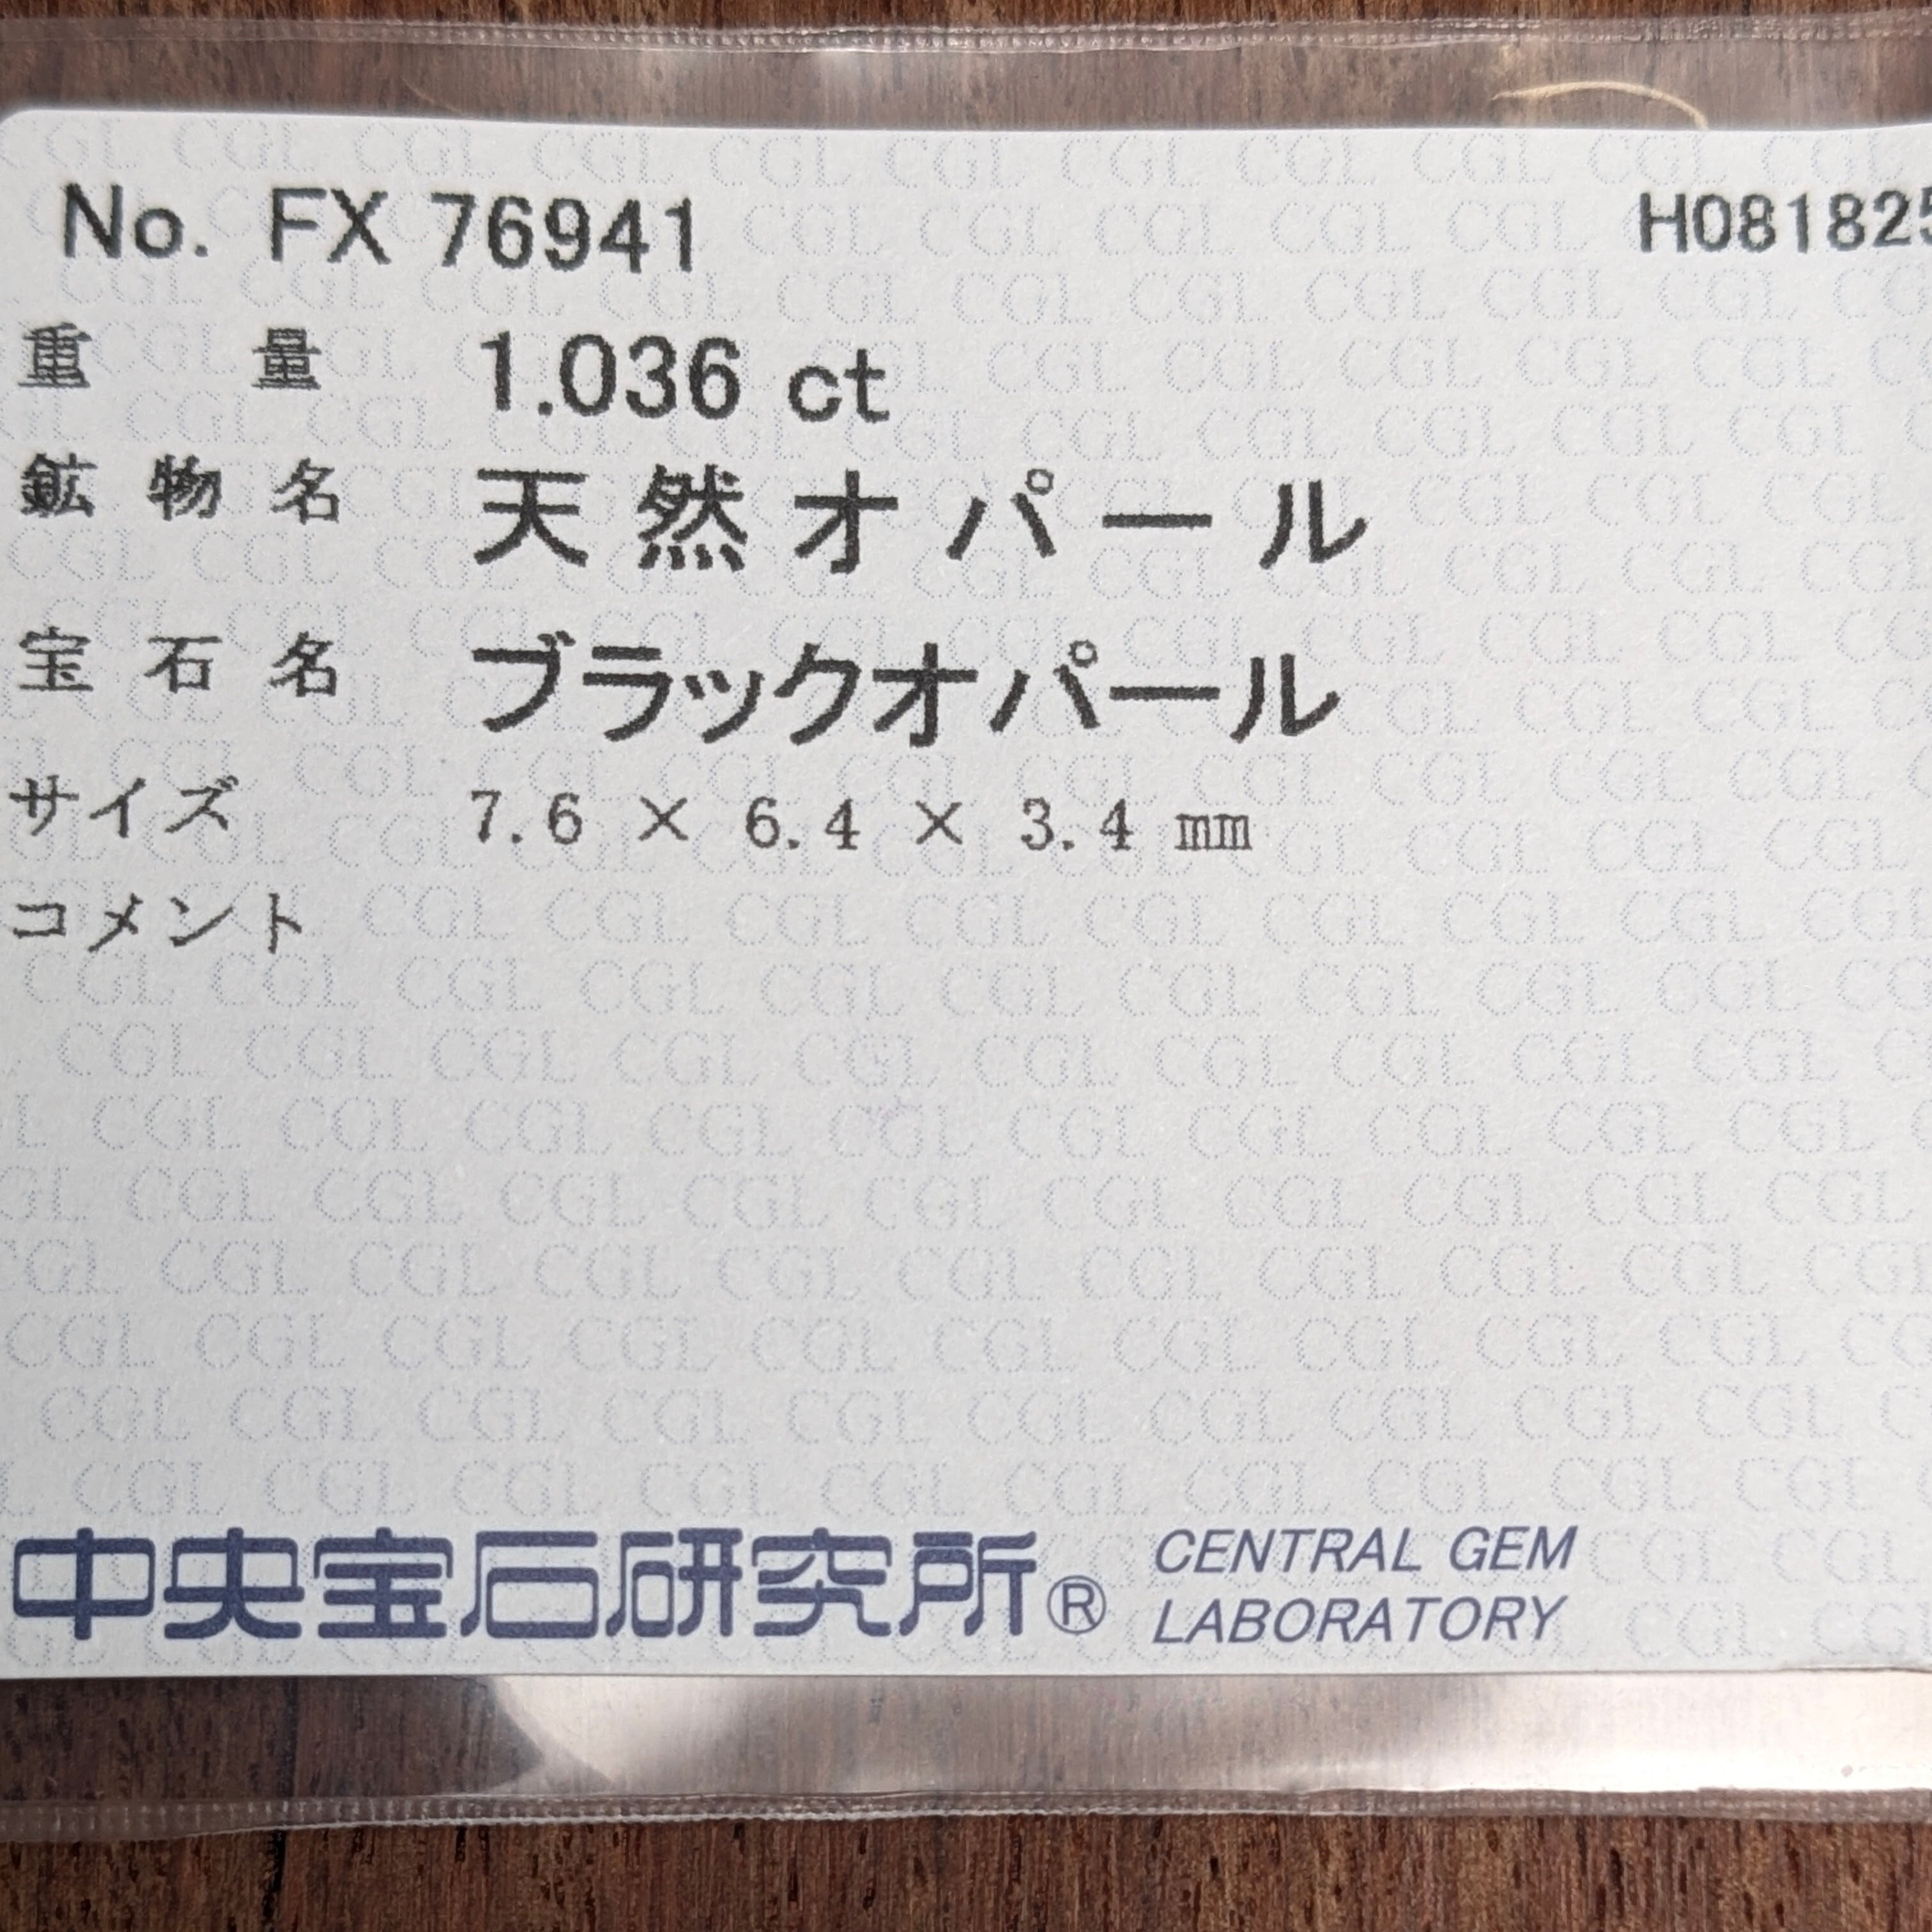 No. FX 76941 H081825
重量 1.036 ct
鉱物名 天然オパール
宝石名 ブラックオパール
サイズ 7.6 × 6.4 × 3.4 mm
コメント
中央宝石研究所® CENTRAL GEM
LABORATORY